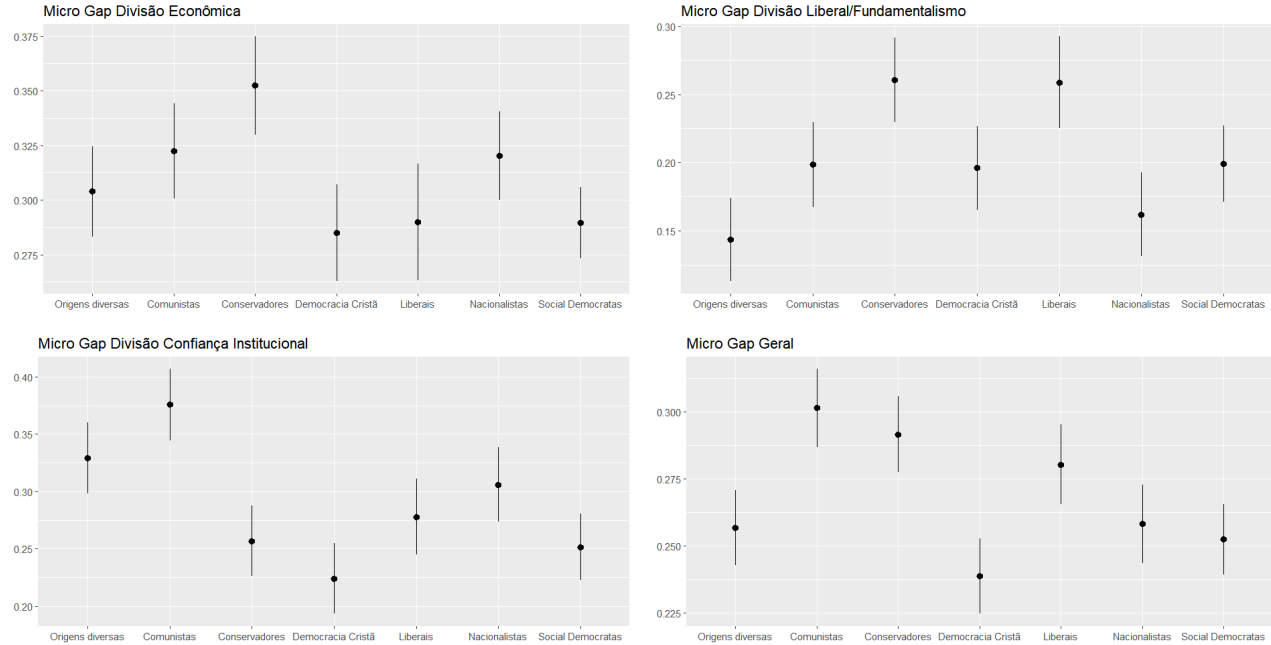 Micro Gap Divisão Econômica
0.375
0.350
0.325
0.300
0.275
Origens diversas Comunistas Conservadores Democracia Cristã Liberais Nacionalistas Social Democratas
Micro Gap Divisão Liberal/Fundamentalismo
0.30
0.25
0.20
0.15
Origens diversas Comunistas Conservadores Democracia Cristã Liberais Nacionalistas Social Democratas
Micro Gap Divisão Confiança Institucional
0.40
0.35
0.30
0.25
0.20
Origens diversas Comunistas Conservadores Democracia Cristã Liberais Nacionalistas Social Democratas
Micro Gap Geral
0.300
0.275
0.250
0.225
Origens diversas Comunistas Conservadores Democracia Cristã Liberais Nacionalistas Social Democratas